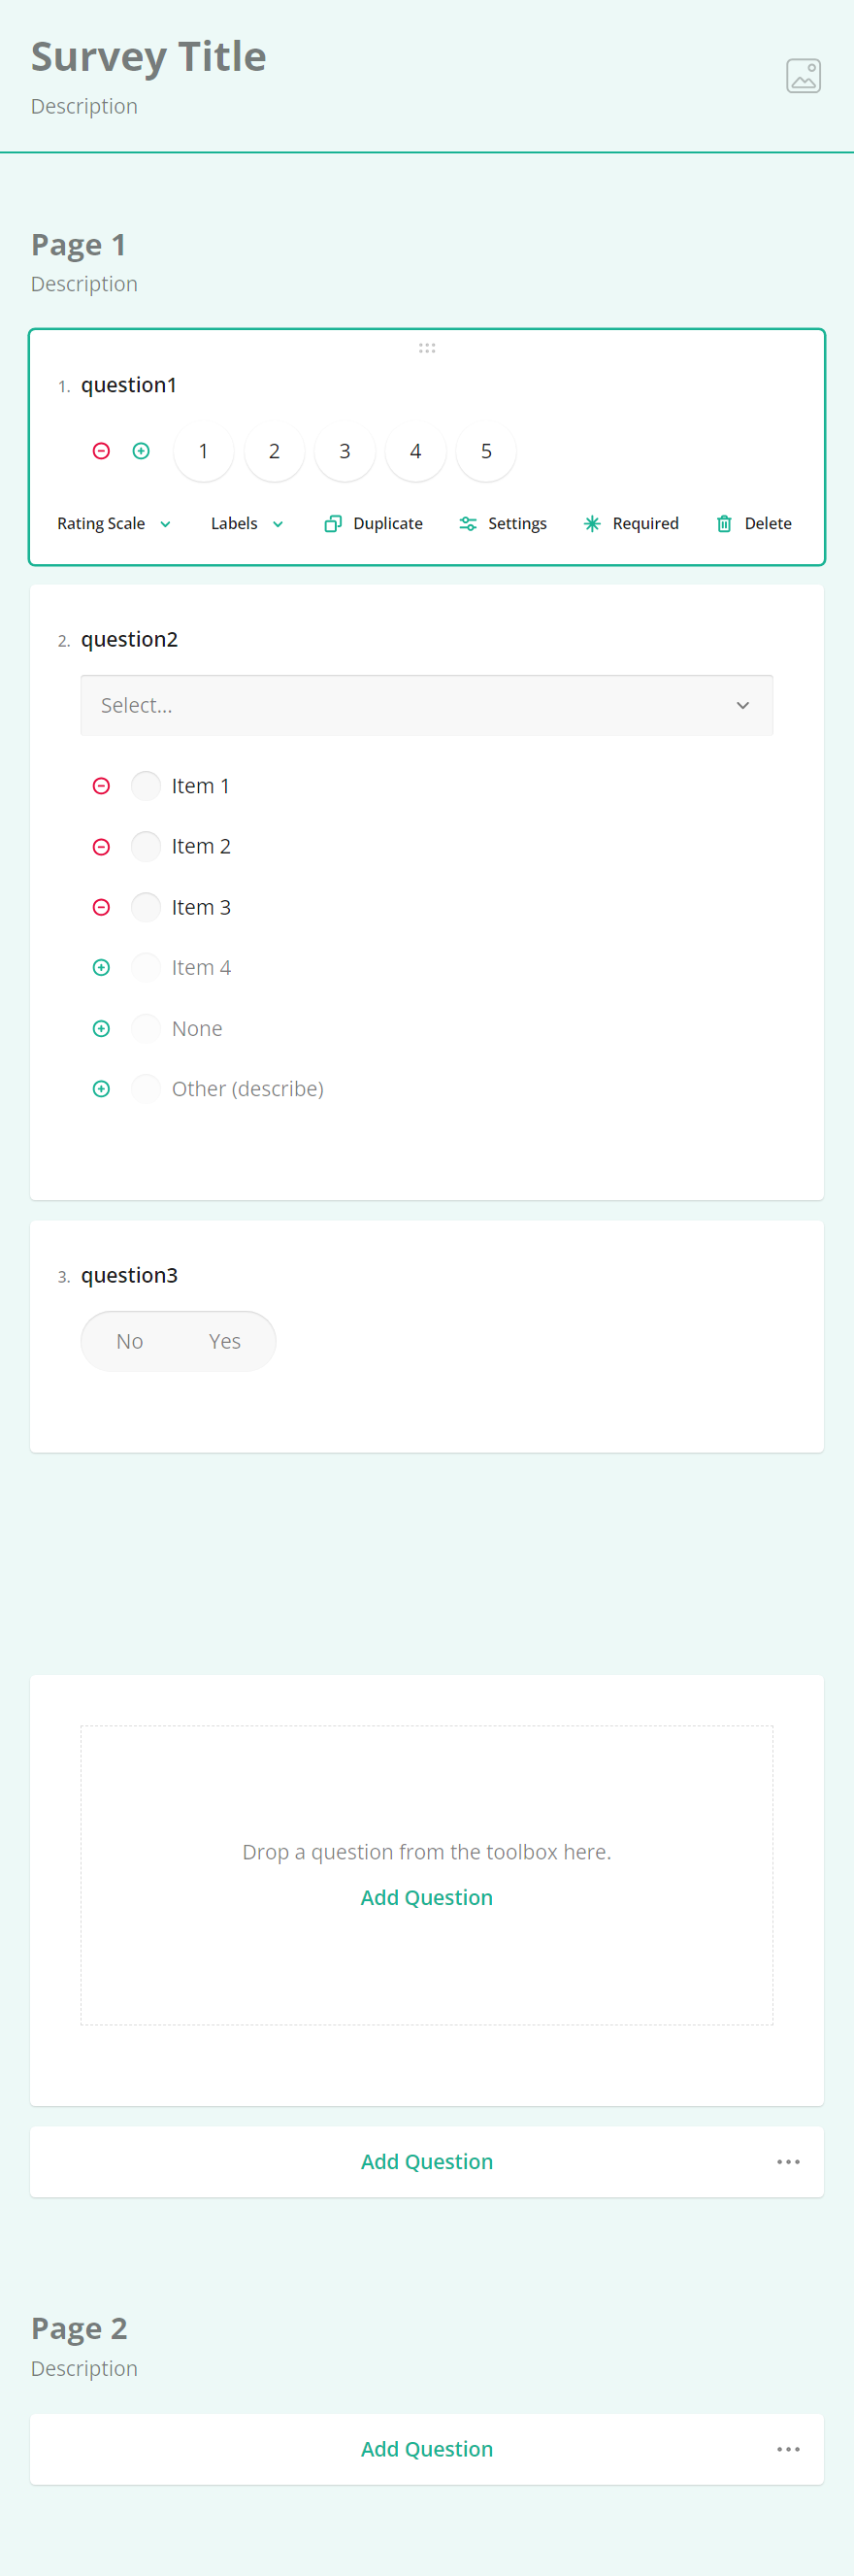 Survey Title
Description
Page 1
Description
1. question1
1 2 3 4 5
Rating Scale Labels Duplicate Settings Required Delete
2. question2
Select...
Item 1
Item 2
Item 3
Item 4
None
Other (describe)
3. question3
No Yes
Drop a question from the toolbox here.
Add Question
Add Question
Page 2
Description
Add Question